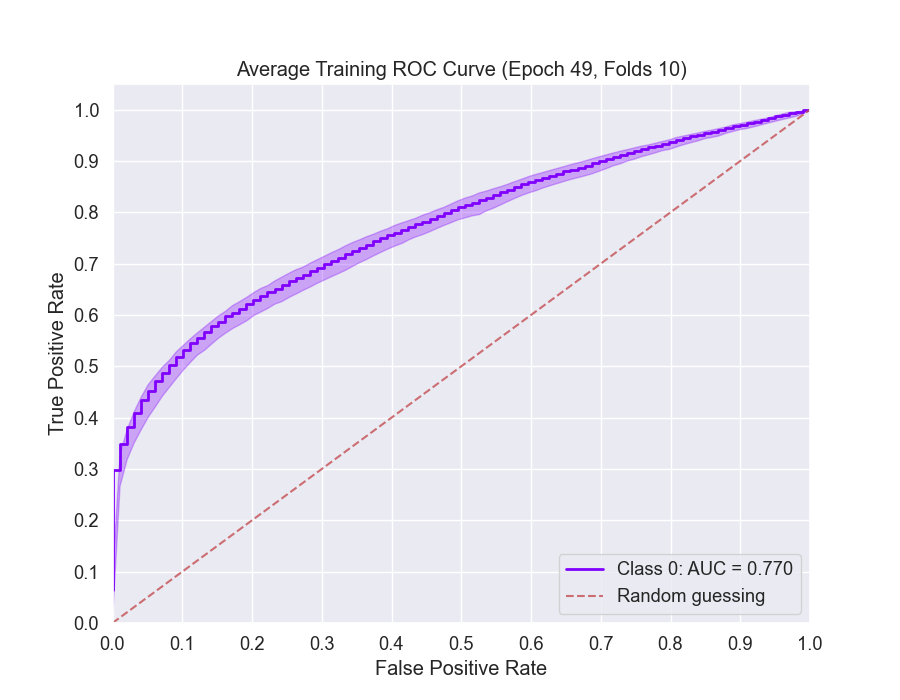 Average Training ROC Curve (Epoch 49, Folds 10)
True Positive Rate
1.0
0.9
0.8
0.7
0.6
0.5
0.4
0.3
0.2
0.1
0.0
Class 0: AUC = 0.770
Random guessing
0.0 0.1 0.2 0.3 0.4 0.5 0.6 0.7 0.8 0.9 1.0
False Positive Rate